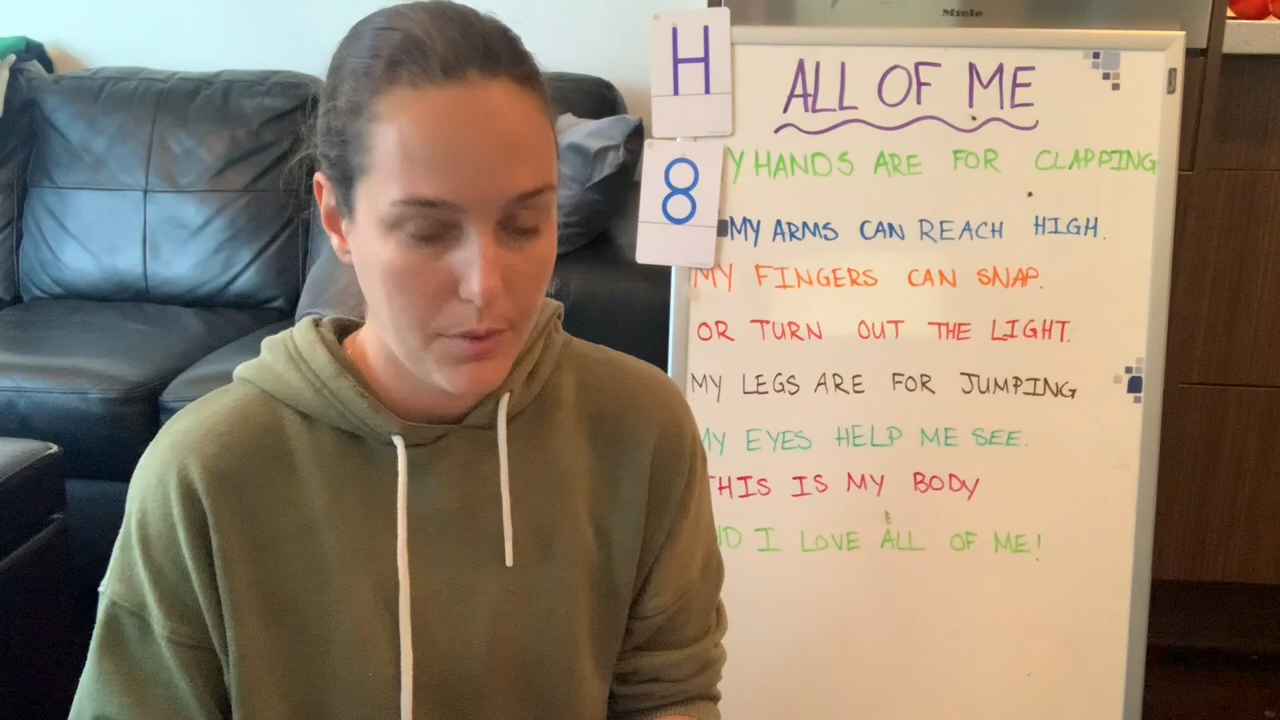 Miele
H
8
ALL OF ME
Y HANDS ARE FOR CLAPPING
MY ARMS CAN REACH HIGH.
MY FINGERS CAN SNAP.
OR TURN OUT THE LIGHT.
MY LEGS ARE FOR JUMPING
MY EYES HELP ME SEE.
THIS IS MY BODY
ND I LOVE ALL OF ME!